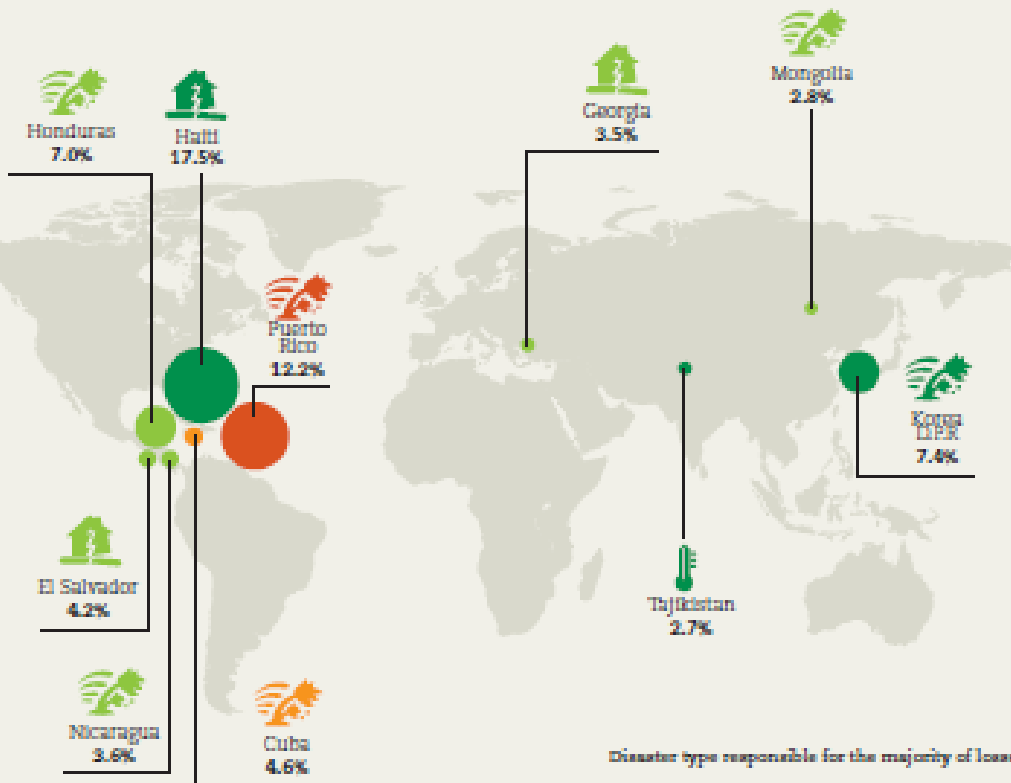 Mongolia
2.8%
Georgia
3.5%
Honduras
7.0%
Haiti
17.5%
Puerto
Rico
12.2%
Korea
D.P.R.
7.4%
El Salvador
4.2%
Tajikistan
2.7%
Nicaragua
3.6%
Cuba
4.6%
Disaster type responsible for the majority of losse